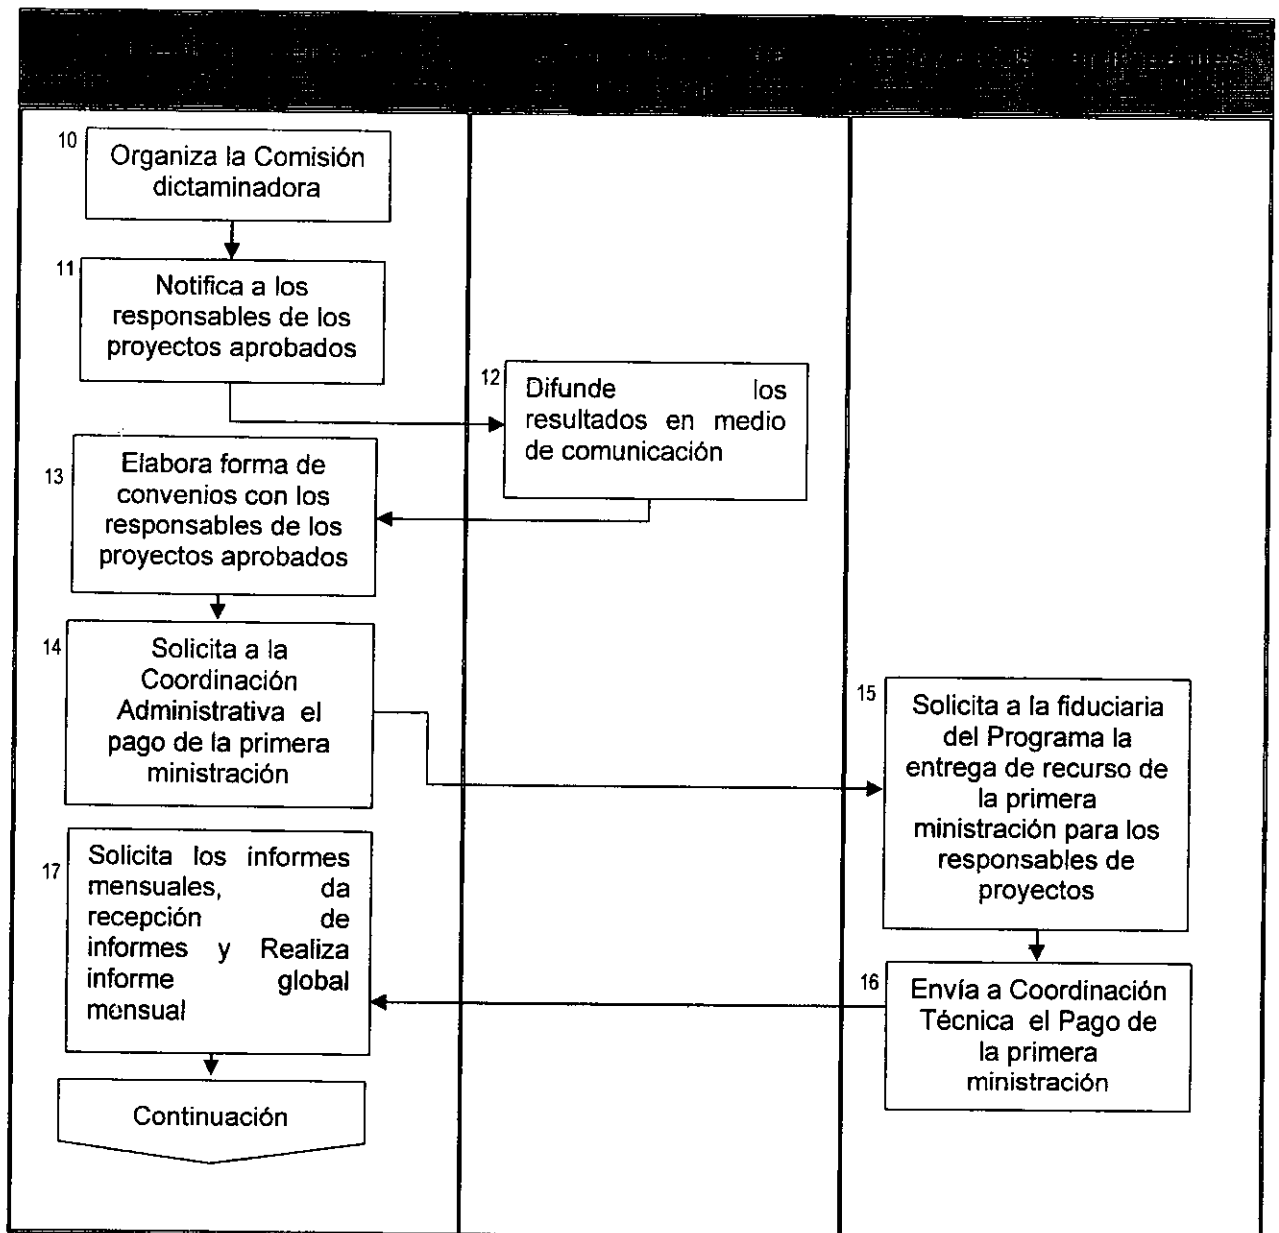 10
Organiza la Comisión
dictaminadora
11
Notifica a los
responsables de los
proyectos aprobados
12
Difunde los
resultados en medio
de comunicación
13
Elabora forma de
convenios con los
responsables de los
proyectos aprobados
14
Solicita a la
Coordinación
Administrativa el
pago de la primera
ministración
15
Solicita a la fiduciaria
del Programa la
entrega de recurso de
la primera
ministración para los
responsables de
proyectos
16
Envía a Coordinación
Técnica el Pago de
la primera
ministración
17
Solicita los informes
mensuales, da
recepción de
informes y Realiza
informe global
mensual
Continuación